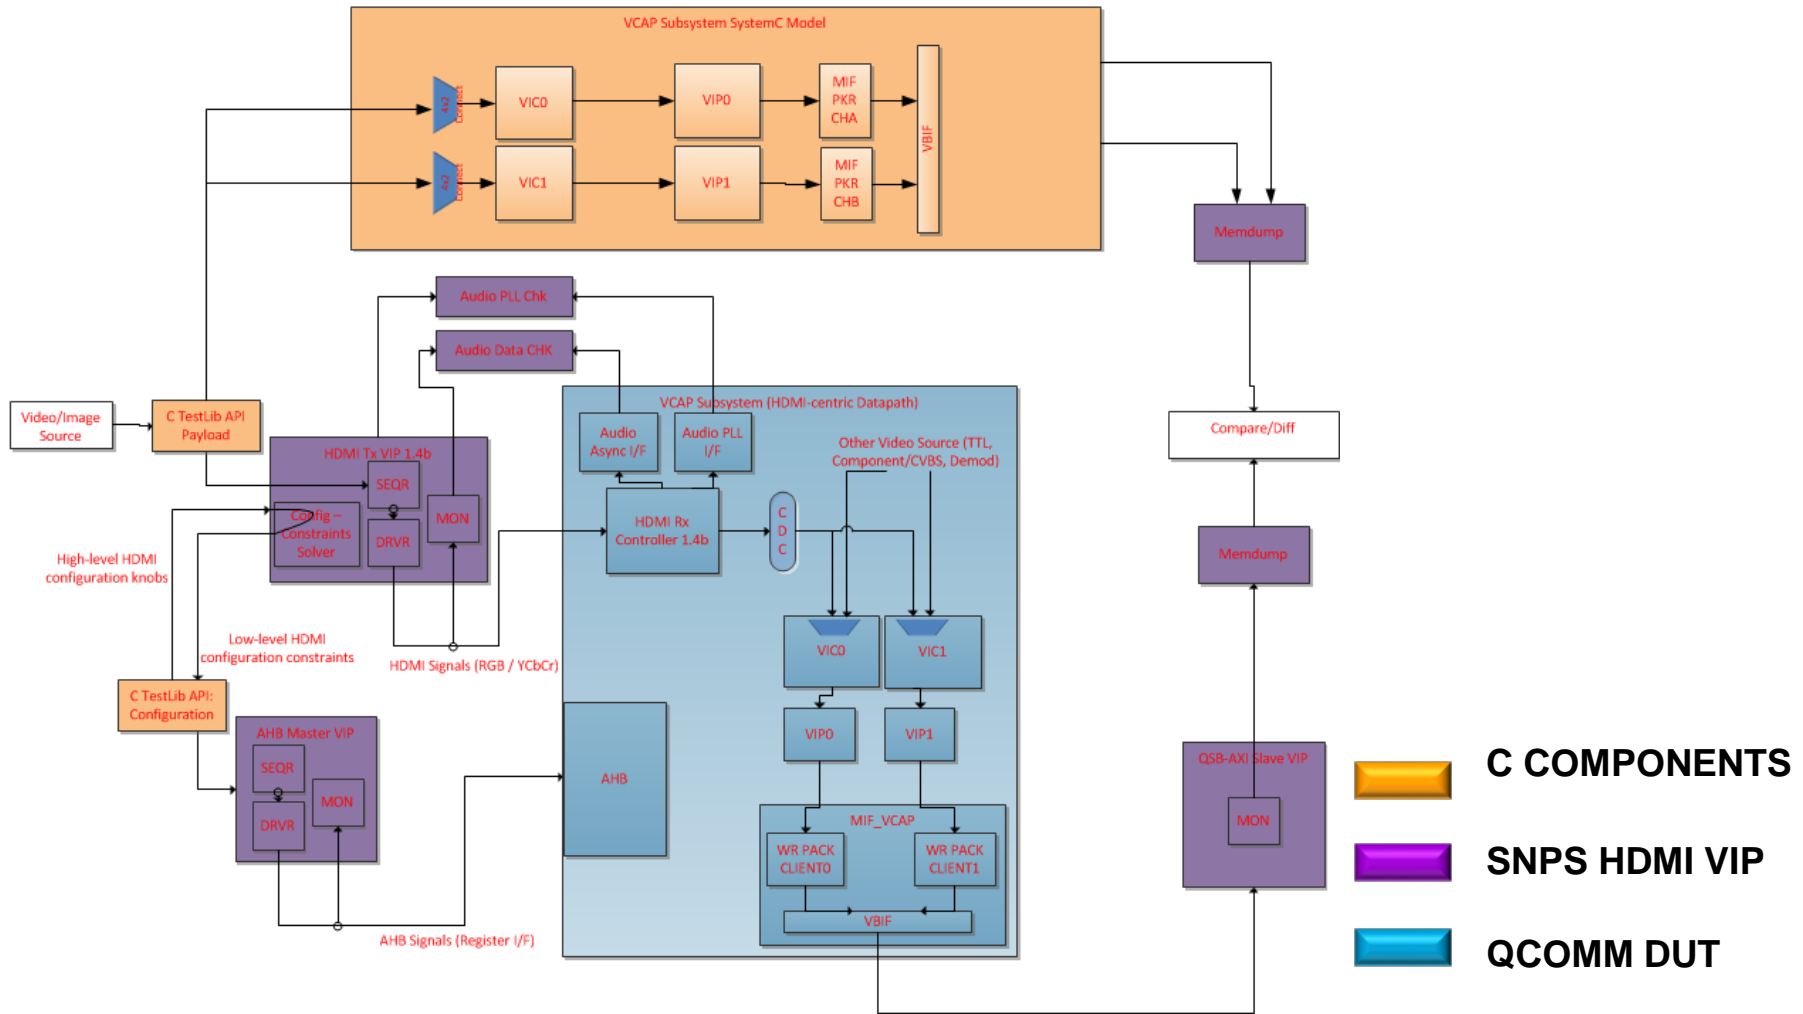 VCAP Subsystem SystemC Model
4x2
Connect
VIC0
VIP0
MIF
PKR
CHA
VBIF
4x2
Connect
VIC1
VIP1
MIF
PKR
CHB
Memdump
Audio PLL Chk
Audio Data CHK
Video/Image
Source
C TestLib API
Payload
HDMI Tx VIP 1.4b
SEQR
Config –
Constraints
Solver
DRVR
MON
High-level HDMI
configuration knobs
Low-level HDMI
configuration constraints
HDMI Signals (RGB / YCbCr)
C TestLib API:
Configuration
AHB Master VIP
SEQR
DRVR
MON
AHB Signals (Register I/F)
VCAP Subsystem (HDMI-centric Datapath)
Audio
Async I/F
Audio PLL
I/F
Other Video Source (TTL,
Component/CVBS, Demod)
HDMI Rx
Controller 1.4b
C
D
C
VIC0
VIC1
VIP0
VIP1
AHB
MIF_VCAP
WR PACK
CLIENT0
WR PACK
CLIENT1
VBIF
Compare/Diff
Memdump
QSB-AXI Slave VIP
MON
C COMPONENTS
SNPS HDMI VIP
QCOMM DUT